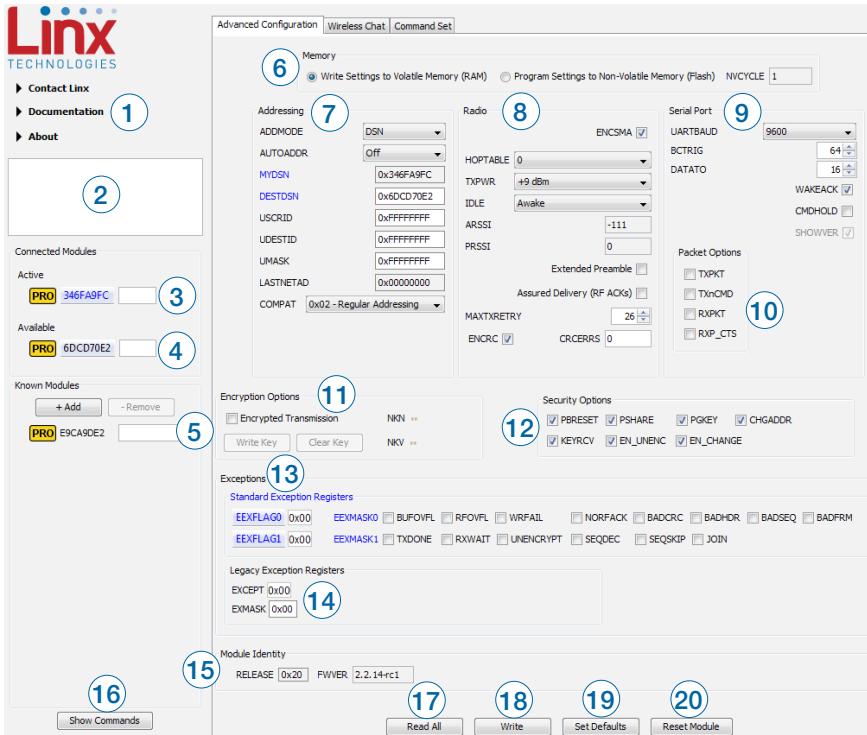 Linx
TECHNOLOGIES
Contact Linx
Documentation
About
1
2
Connected Modules
Active
PRO 346FA9FC
3
Available
PRO 6DCD70E2
4
Known Modules
+ Add - Remove
PRO E9CA9DE2
5
16
Show Commands
Advanced Configuration Wireless Chat Command Set
Memory
6
Write Settings to Volatile Memory (RAM) Program Settings to Non-Volatile Memory (Flash) NVCYCLE 1
Addressing 7
ADDMODE DSN
AUTOADDR Off
MYDSN 0x346FA9FC
DESTDSN 0x6DCD70E2
USCRID 0xFFFFFFFF
UDESTID 0xFFFFFFFF
UMASK 0xFFFFFFFF
LASTNETAD 0x00000000
COMPAT 0x02 - Regular Addressing
Radio 8
ENCSMA
HOPTABLE 0
TXPWR +9 dBm
IDLE Awake
ARSSI -111
PRSSI 0
Extended Preamble
Assured Delivery (RF ACKs)
MAXTXRETRY 26
ENCRC CRCERRS 0
Serial Port 9
UARTBAUD 9600
BCTRIG 64
DATATO 16
WAKEACK
CMDHOLD
SHOWVER
Packet Options
TXPKT
TXnCMD
RXPKT
RXP_CTS
10
Encryption Options 11
Encrypted Transmission NKN **
Write Key Clear Key NKV **
Security Options
12
PBRESET PSHARE PGKEY CHGADDR
KEYRCV EN_UNENC EN_CHANGE
Exceptions 13
Standard Exception Registers
EEXFLAG0 0x00 EEXMASK0 BUFOVFL RFOVFL WRFAIL NORFACK BADCRC BADHDR BADSEQ BADFRM
EEXFLAG1 0x00 EEXMASK1 TXDONE RXWAIT UNENCRYPT SEQDEC SEQSKIP JOIN
Legacy Exception Registers
EXCEPT 0x00
EXMASK 0x00
14
Module Identity
15
RELEASE 0x20 FWVER 2.2.14-rc1
17 18 19 20
Read All Write Set Defaults Reset Module